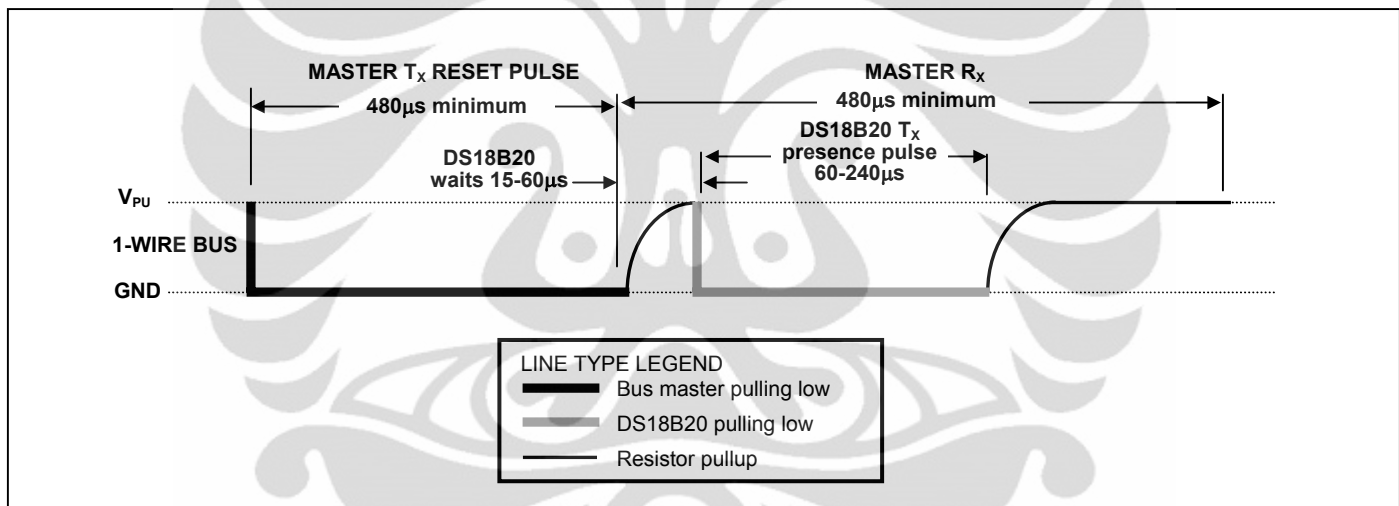 MASTER TX RESET PULSE
480μs minimum
MASTER RX
480μs minimum
DS18B20 TX
presence pulse
60-240μs
DS18B20
waits 15-60μs
VPU
1-WIRE BUS
GND
LINE TYPE LEGEND
Bus master pulling low
DS18B20 pulling low
Resistor pullup